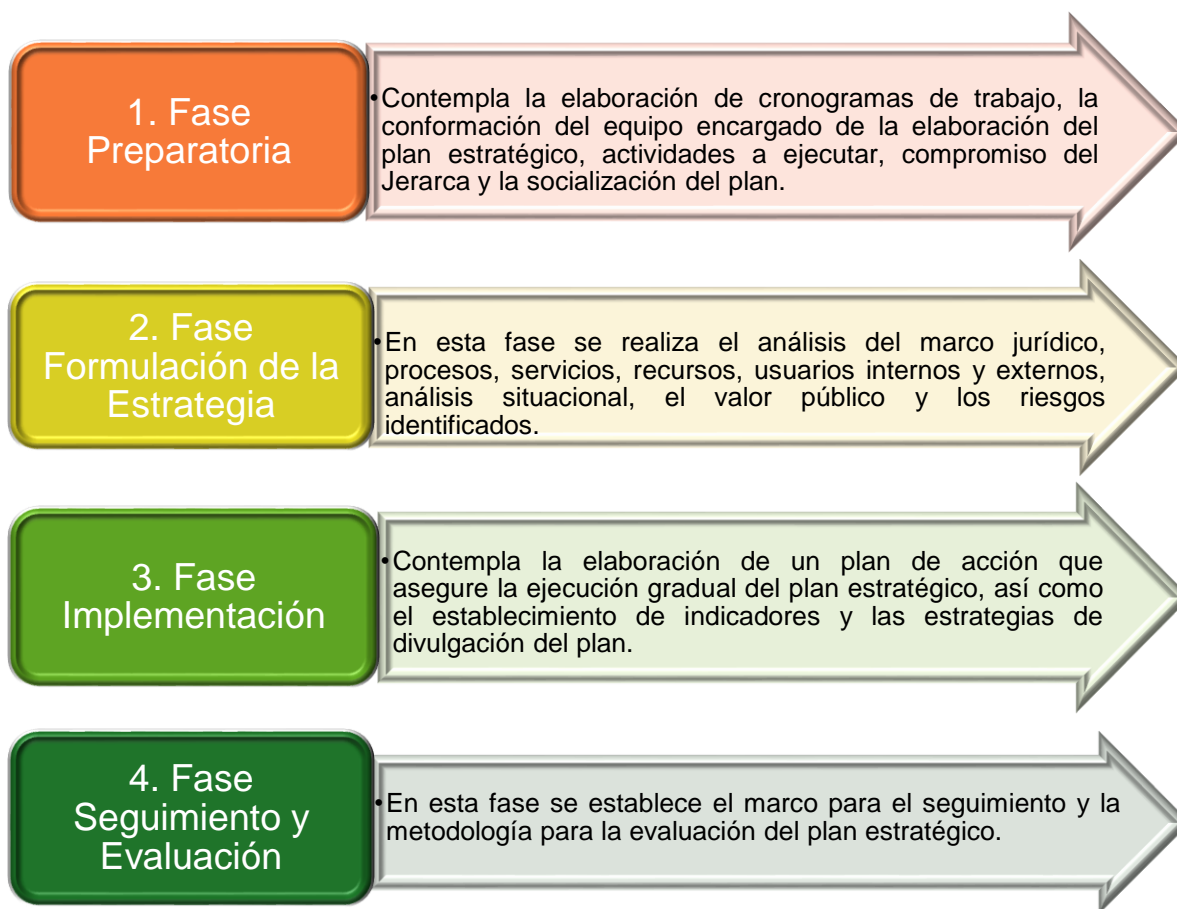 1. Fase
Preparatoria
•Contempla la elaboración de cronogramas de trabajo, la
conformación del equipo encargado de la elaboración del
plan estratégico, actividades a ejecutar, compromiso del
Jerarca y la socialización del plan.
2. Fase
Formulación de la
Estrategia
•En esta fase se realiza el análisis del marco jurídico,
procesos, servicios, recursos, usuarios internos y externos,
análisis situacional, el valor público y los riesgos
identificados.
3. Fase
Implementación
•Contempla la elaboración de un plan de acción que
asegure la ejecución gradual del plan estratégico, así como
el establecimiento de indicadores y las estrategias de
divulgación del plan.
4. Fase
Seguimiento y
Evaluación
•En esta fase se establece el marco para el seguimiento y la
metodología para la evaluación del plan estratégico.